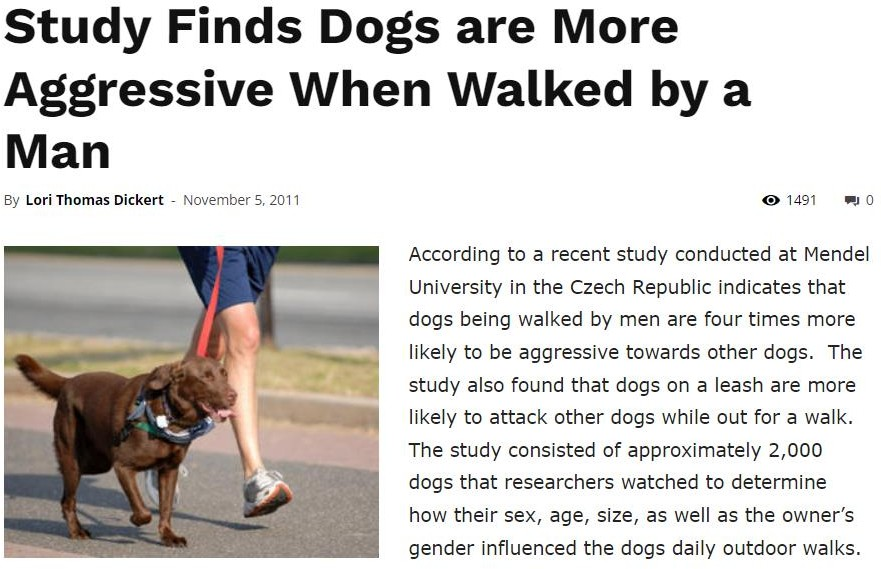 Study Finds Dogs are More
Aggressive When Walked by a
Man
By Lori Thomas Dickert - November 5, 2011 1491 0
According to a recent study conducted at Mendel
University in the Czech Republic indicates that
dogs being walked by men are four times more
likely to be aggressive towards other dogs.  The
study also found that dogs on a leash are more
likely to attack other dogs while out for a walk.
The study consisted of approximately 2,000
dogs that researchers watched to determine
how their sex, age, size, as well as the owner’s
gender influenced the dogs daily outdoor walks.